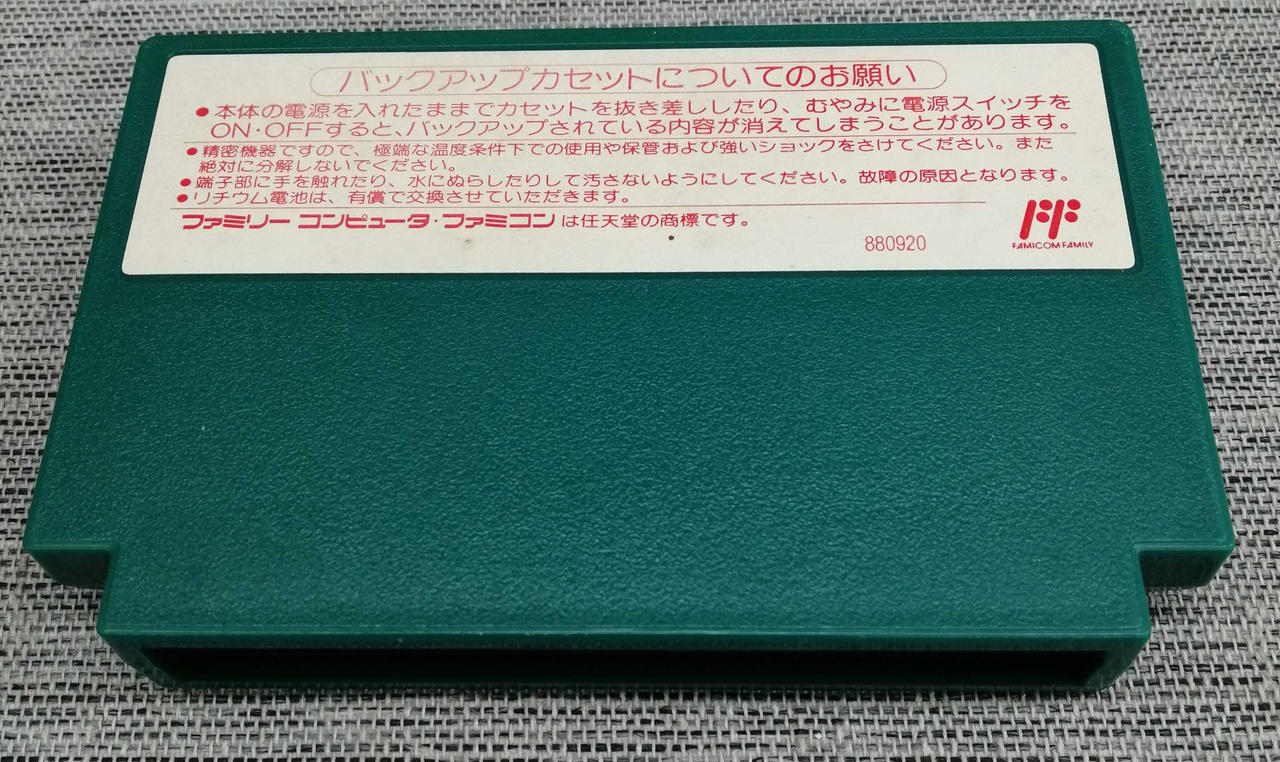 バックアップカセットについてのお願い
●本体の電源を入れたままでカセットを抜き差ししたり、むやみに電源スイッチを
ON・OFFすると、バックアップされている内容が消えてしまうことがあります。
●精密機器ですので、極端な温度条件下での使用や保管および強いショックをさけてください。また
絶対に分解しないでください。
●端子部に手を触れたり、水にぬらしたりして汚さないようにしてください。故障の原因となります。
●リチウム電池は、有償で交換させていただきます。
ファミリー コンピュータ・ファミコンは任天堂の商標です。
880920
FF
FAMICOM FAMILY